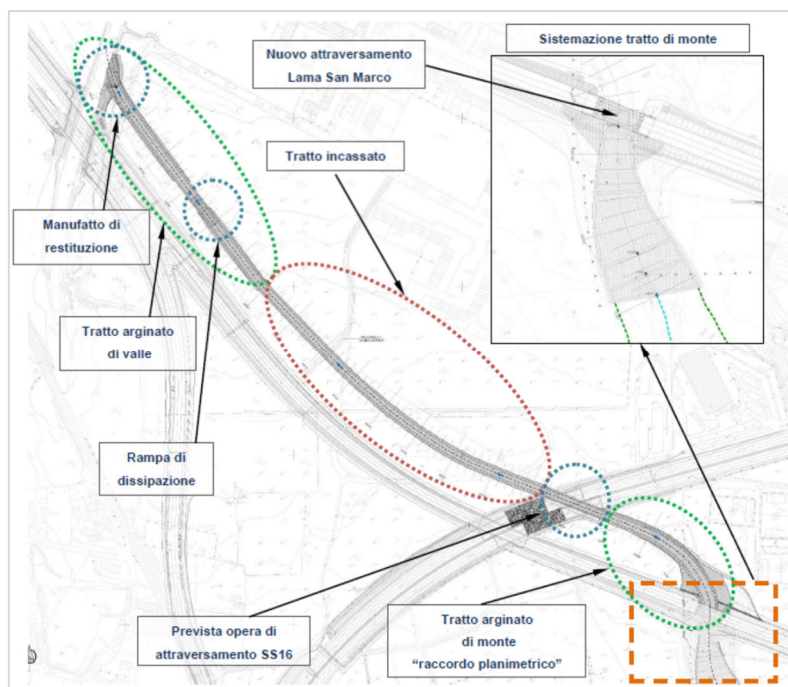 Nuovo attraversamento
Lama San Marco
Sistemazione tratto di monte
Tratto incassato
Manufatto di
restituzione
Tratto arginato
di valle
Rampa di
dissipazione
Prevista opera di
attraversamento SS16
Tratto arginato
di monte
“raccordo planimetrico”